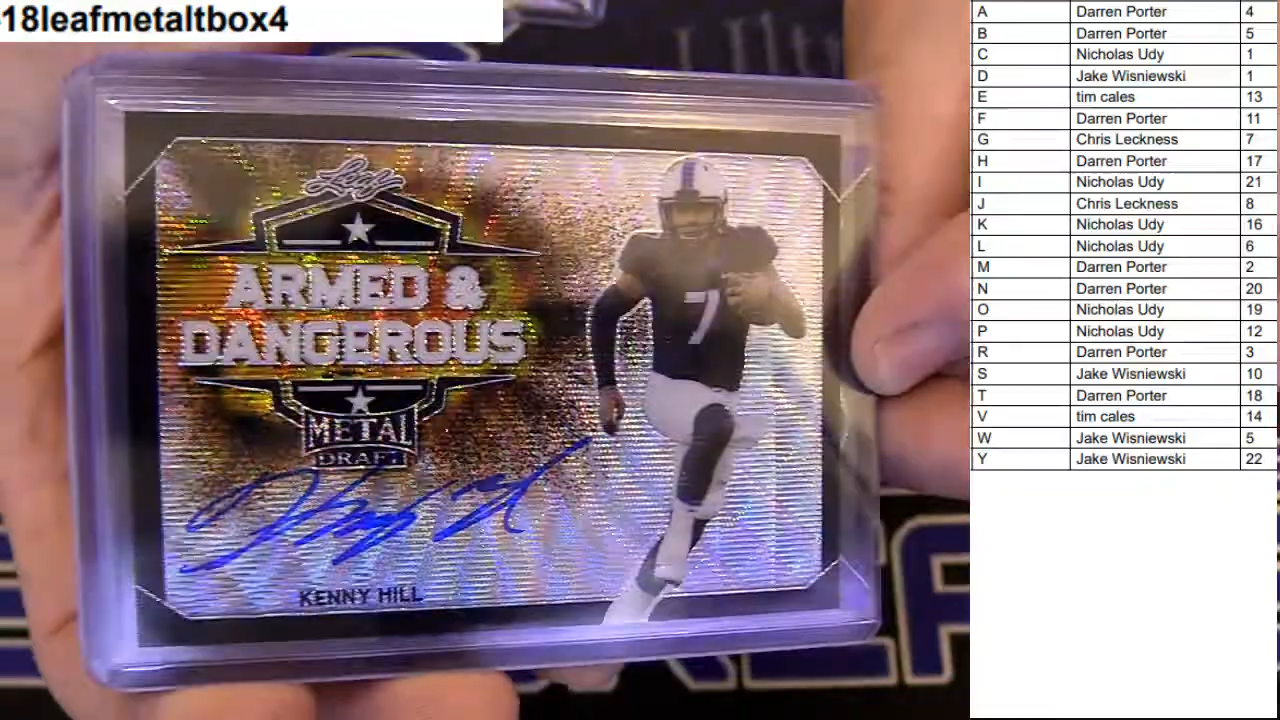 18leafmetaltbox4
Leaf
ARMED &
DANGEROUS
METAL
DRAFT
7
KENNY HILL
A Darren Porter 4
B Darren Porter 5
C Nicholas Udy 1
D Jake Wisniewski 1
E tim cales 13
F Darren Porter 11
G Chris Leckness 7
H Darren Porter 17
I Nicholas Udy 21
J Chris Leckness 8
K Nicholas Udy 16
L Nicholas Udy 6
M Darren Porter 2
N Darren Porter 20
O Nicholas Udy 19
P Nicholas Udy 12
R Darren Porter 3
S Jake Wisniewski 10
T Darren Porter 18
V tim cales 14
W Jake Wisniewski 5
Y Jake Wisniewski 22